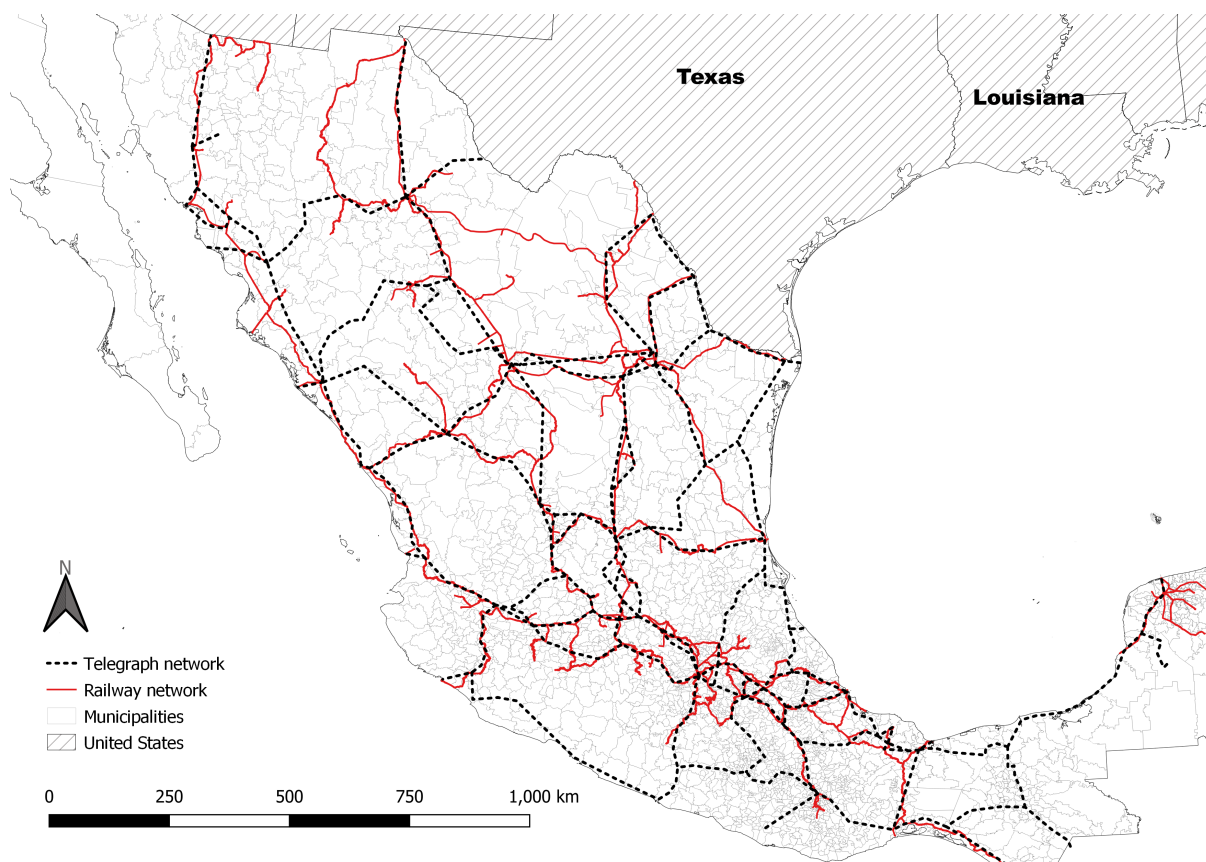 Texas
Louisiana
N
Telegraph network
Railway network
Municipalities
United States
0 250 500 750 1,000 km